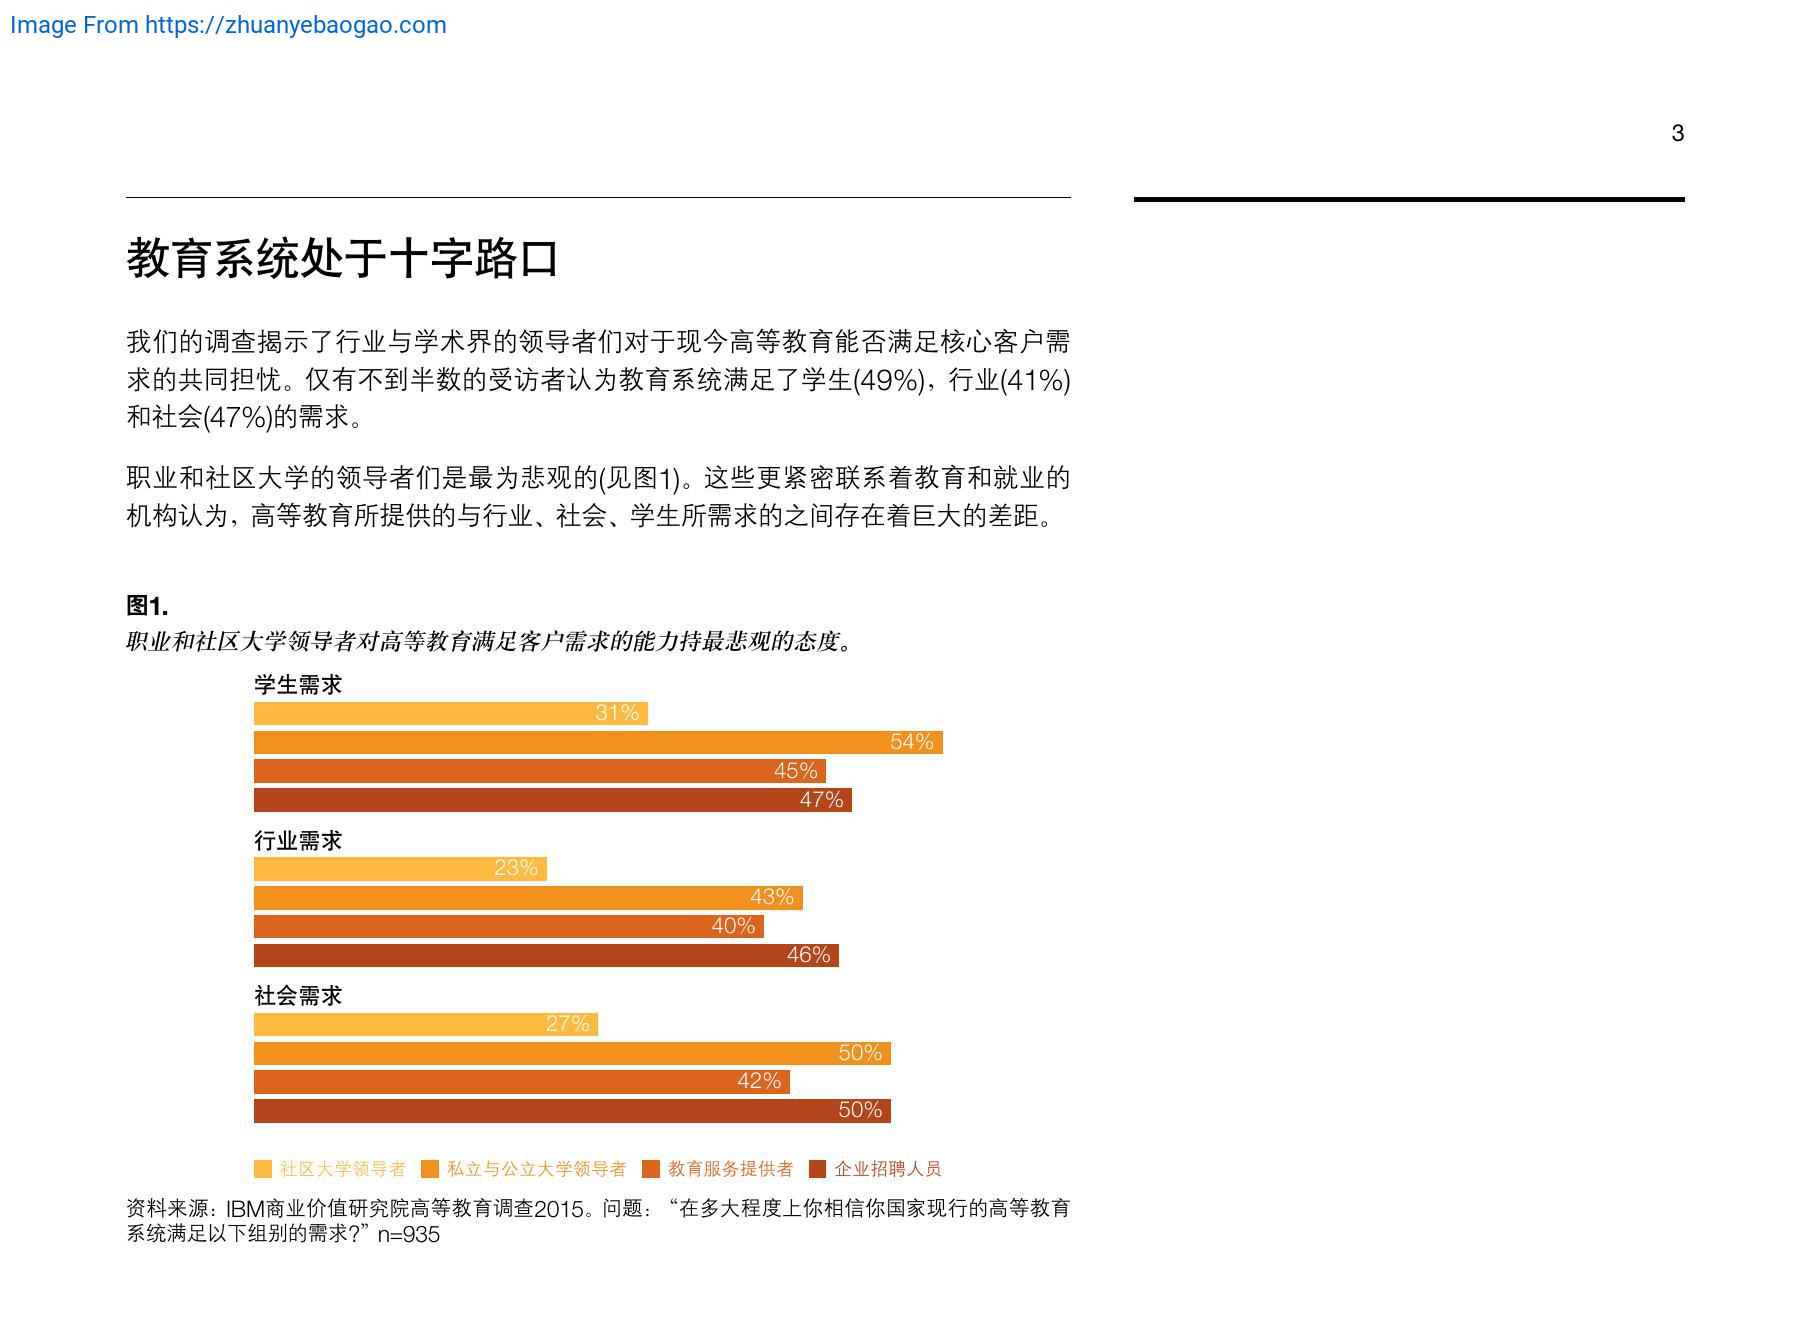 Image From https://zhuanyebaogao.com
3
教育系统处于十字路口
我们的调查揭示了行业与学术界的领导者们对于现今高等教育能否满足核心客户需
求的共同担忧。仅有不到半数的受访者认为教育系统满足了学生(49%)，行业(41%)
和社会(47%)的需求。
职业和社区大学的领导者们是最为悲观的(见图1)。这些更紧密联系着教育和就业的
机构认为，高等教育所提供的与行业、社会、学生所需求的之间存在着巨大的差距。
图1.
职业和社区大学领导者对高等教育满足客户需求的能力持最悲观的态度。
学生需求
31%
54%
45%
47%
行业需求
23%
43%
40%
46%
社会需求
27%
50%
42%
50%
社区大学领导者 私立与公立大学领导者 教育服务提供者 企业招聘人员
资料来源：IBM商业价值研究院高等教育调查2015。问题：“在多大程度上你相信你国家现行的高等教育
系统满足以下组别的需求?” n=935